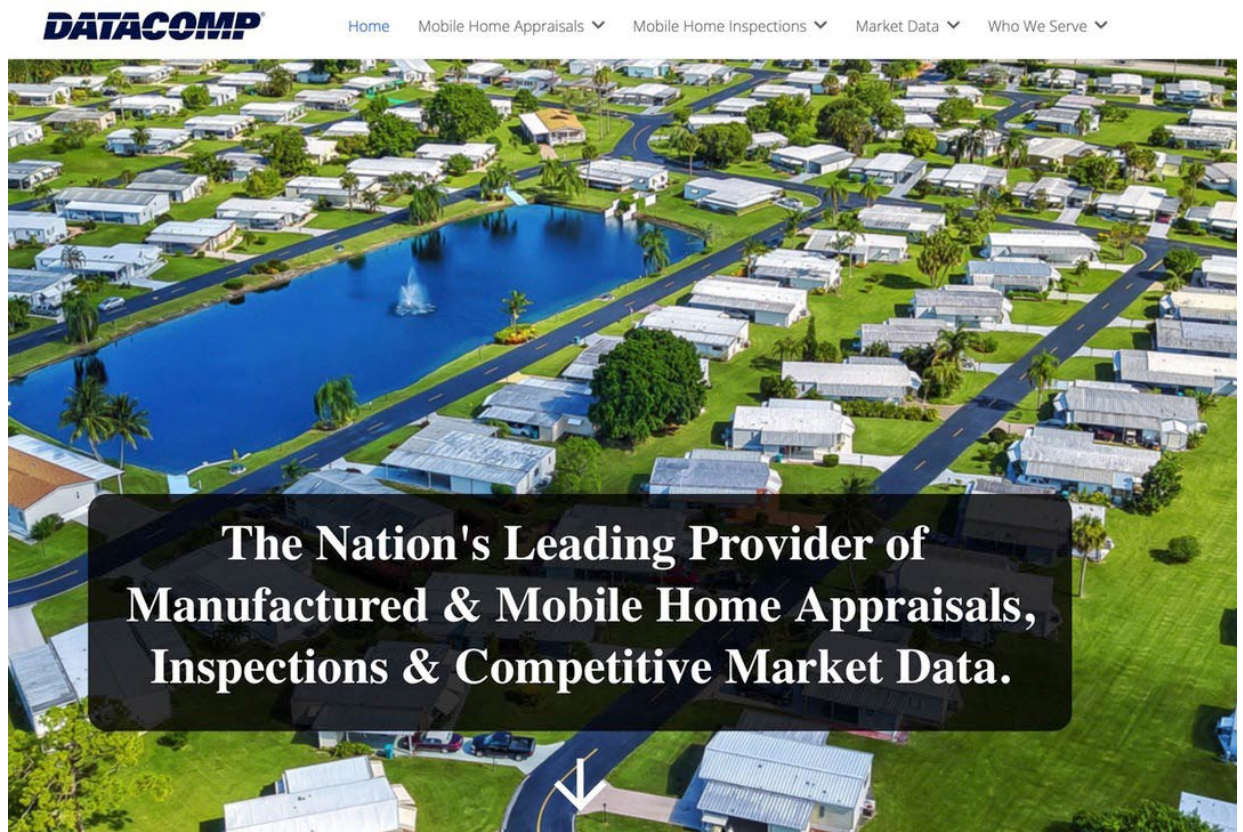 DATACOMP
Home Mobile Home Appraisals Mobile Home Inspections Market Data Who We Serve
The Nation's Leading Provider of
Manufactured & Mobile Home Appraisals,
Inspections & Competitive Market Data.